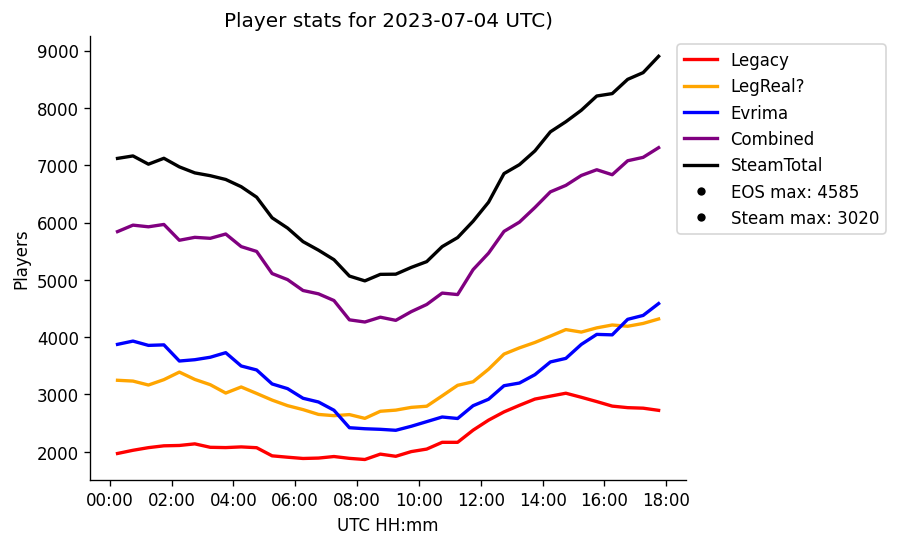 Player stats for 2023-07-04 UTC)
9000
8000
7000
6000
5000
4000
3000
2000
Players
00:00 02:00 04:00 06:00 08:00 10:00 12:00 14:00 16:00 18:00
UTC HH:mm
Legacy
LegReal?
Evrima
Combined
SteamTotal
EOS max: 4585
Steam max: 3020